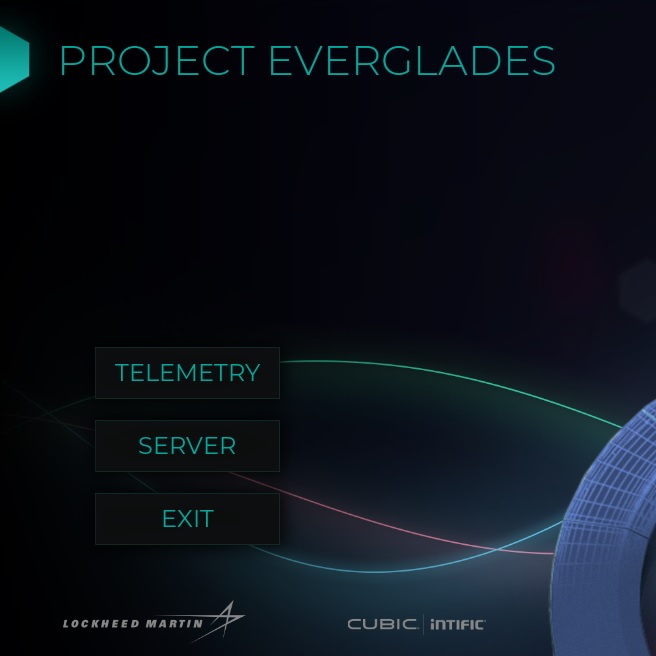 PROJECT EVERGLADES
TELEMETRY
SERVER
EXIT
LOCKHEED MARTIN
CUBIC | INTIFIC